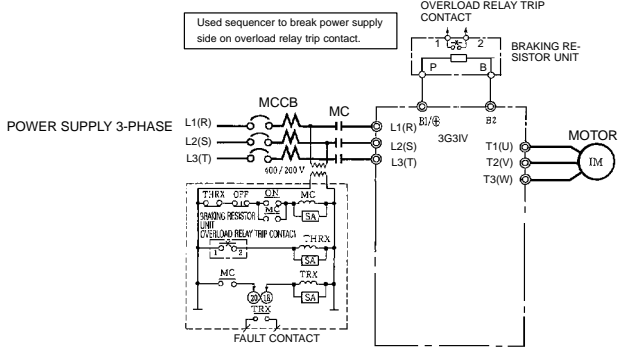 OVERLOAD RELAY TRIP
CONTACT
Used sequencer to break power supply
side on overload relay trip contact.
1 2
BRAKING RE-
SISTOR UNIT
P B
MCCB
MC
B1/⊕ B2
POWER SUPPLY 3-PHASE
L1(R)
L2(S)
L3(T)
L1(R)
L2(S)
L3(T)
3G3IV
T1(U)
T2(V)
T3(W)
MOTOR
IM
400 / 200 V
THRX OFF ON MC
MC
SA
BRAKING RESISTOR
UNIT
OVERLOAD RELAY TRIP CONTACT
1 2
THRX
SA
MC
TRX
SA
20 18
TRX
FAULT CONTACT